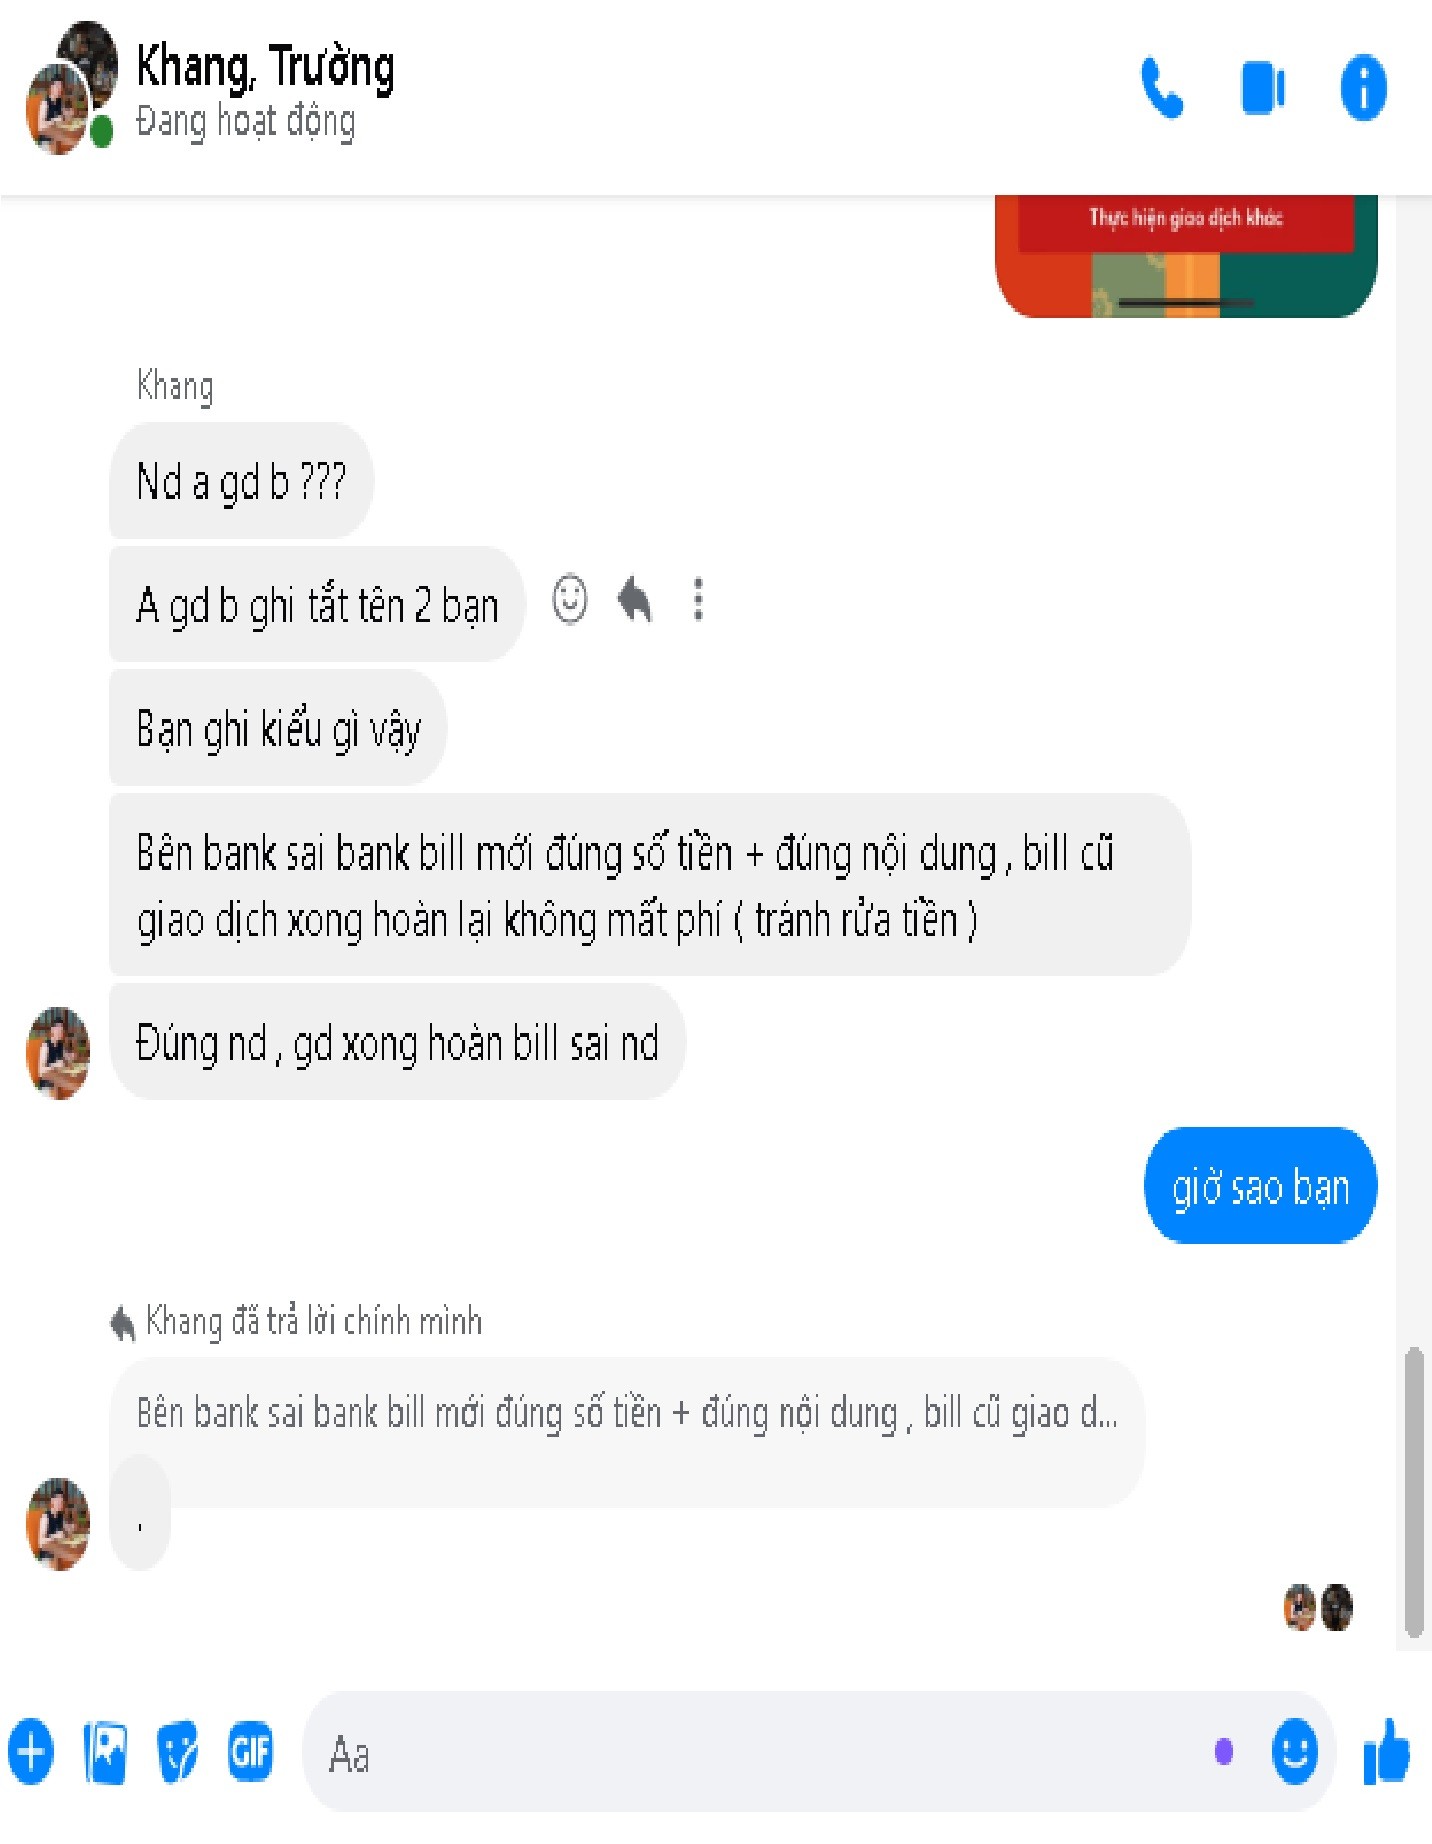 Khang, Trường
Đang hoạt động
Thực hiện giao dịch khác
Khang
Nd a gd b ???
A gd b ghi tắt tên 2 bạn
Bạn ghi kiểu gì vậy
Bên bank sai bank bill mới đúng số tiền + đúng nội dung , bill cũ
giao dịch xong hoàn lại không mất phí ( tránh rửa tiền )
Đúng nd , gd xong hoàn bill sai nd
giờ sao bạn
Khang đã trả lời chính mình
Bên bank sai bank bill mới đúng số tiền + đúng nội dung , bill cũ giao d...
.
GIF
Aa